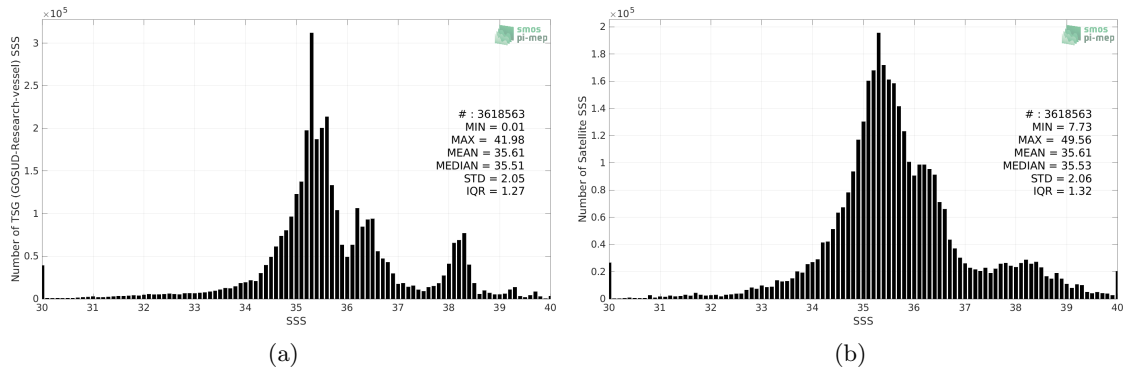 ×10⁵
3
2.5
2
1.5
1
0.5
0
Number of TSG (GOSUD-Research-vessel) SSS
30 31 32 33 34 35 36 37 38 39 40
SSS
smos
pi-mep
# : 3618563
MIN = 0.01
MAX = 41.98
MEAN = 35.61
MEDIAN = 35.51
STD = 2.05
IQR = 1.27
(a)
×10⁵
2
1.8
1.6
1.4
1.2
1
0.8
0.6
0.4
0.2
0
Number of Satellite SSS
30 31 32 33 34 35 36 37 38 39 40
SSS
smos
pi-mep
# : 3618563
MIN = 7.73
MAX = 49.56
MEAN = 35.61
MEDIAN = 35.53
STD = 2.06
IQR = 1.32
(b)